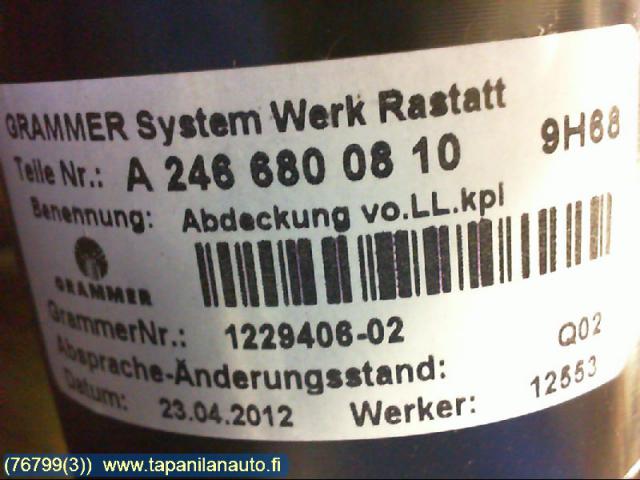 GRAMMER System Werk Rastatt
9H68
Teile Nr.: A 246 680 08 10
Benennung: Abdeckung vo.LL.kpl
GRAMMER
GrammerNr.: 1229406-02
Q02
Absprache-Änderungsstand:
12553
Datum: 23.04.2012 Werker:
(76799(3)) www.tapanilanauto.fi